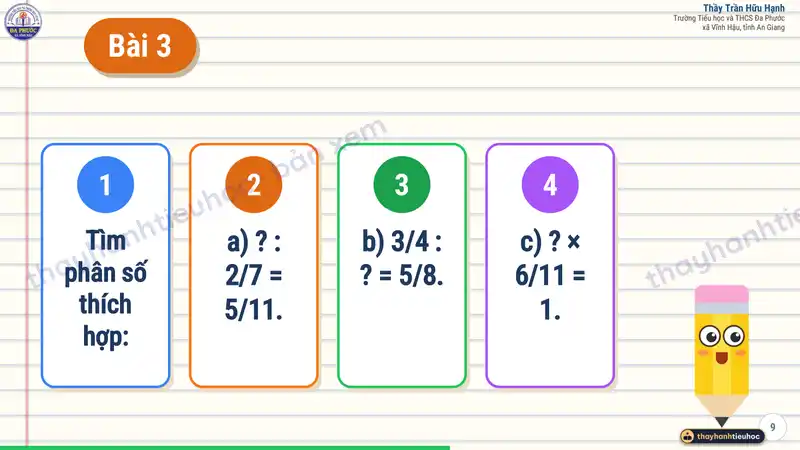 Thầy Trần Hữu Hạnh
Trường Tiểu học và THCS Đa Phước
xã Vĩnh Hậu, tỉnh An Giang
ĐA PHƯỚC
Bài 3
1
Tìm
phân số
thích
hợp:
2
a) ? :
2/7 =
5/11.
3
b) 3/4 :
? = 5/8.
4
c) ? ×
6/11 =
1.
thayhanhtieuhoc
9